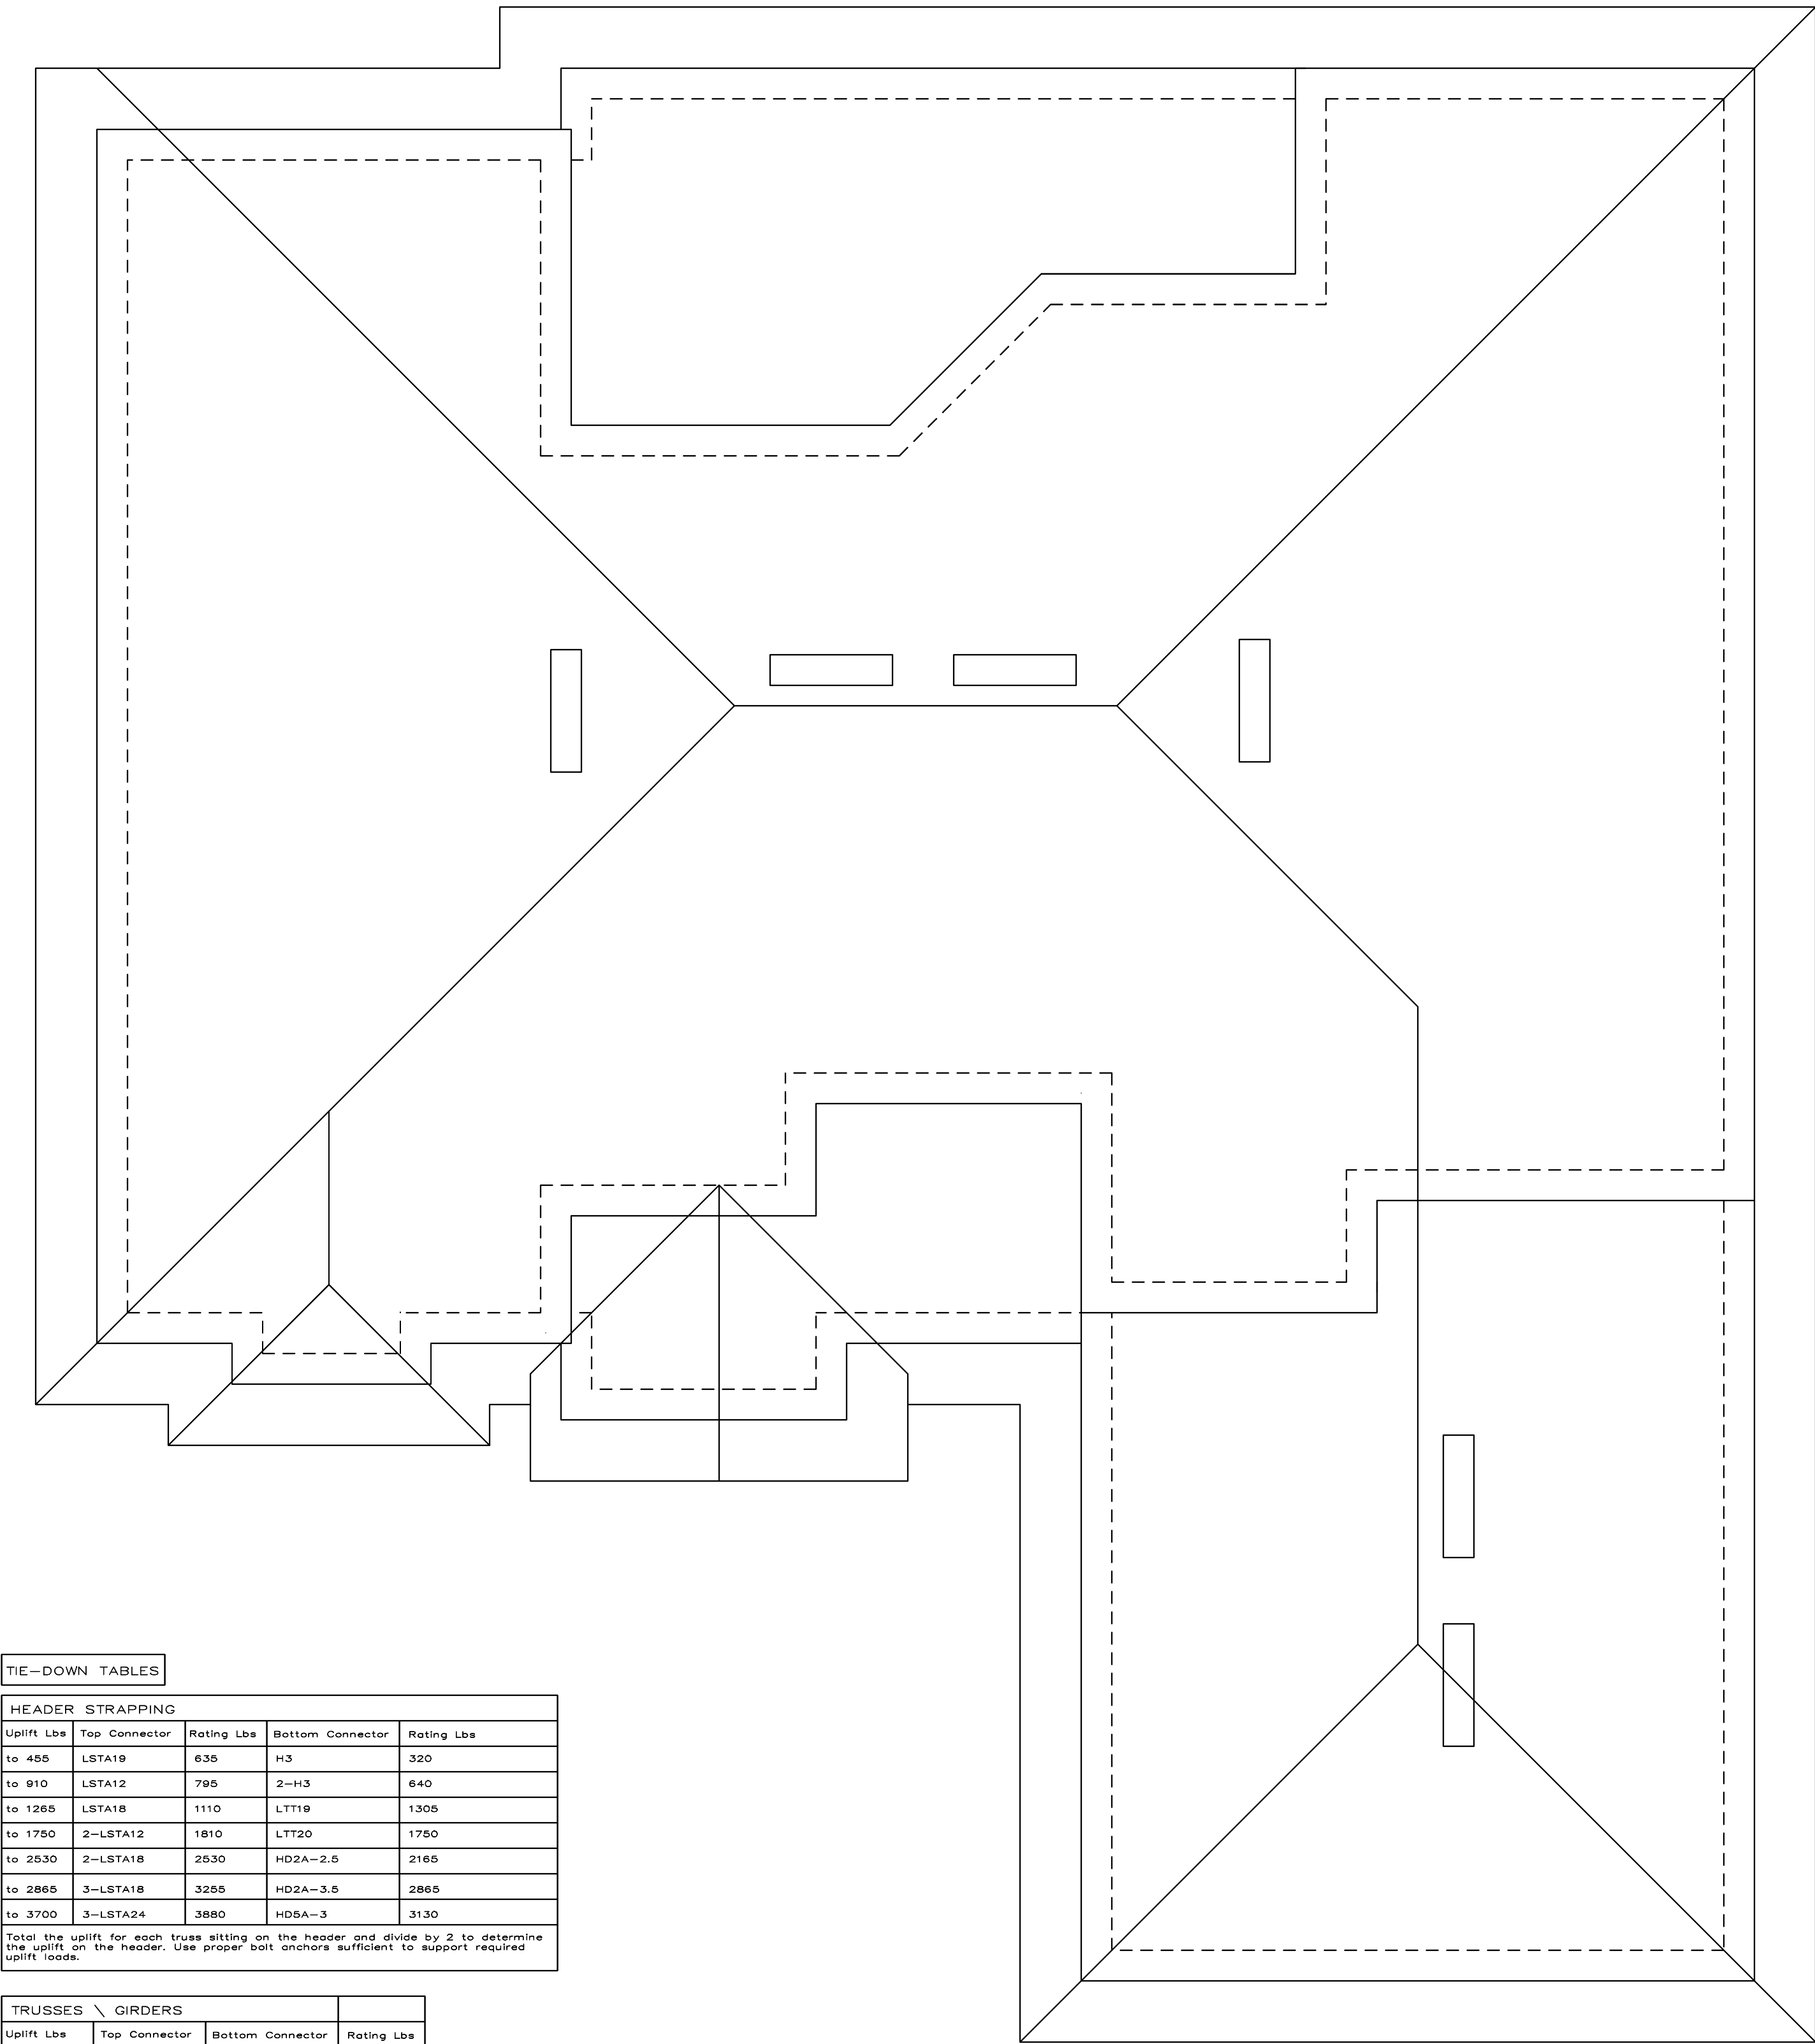 TIE-DOWN TABLES
HEADER STRAPPING
Uplift Lbs Top Connector Rating Lbs Bottom Connector Rating Lbs
to 455 LSTA19 635 H3 320
to 910 LSTA12 795 2-H3 640
to 1265 LSTA18 1110 LTT19 1305
to 1750 2-LSTA12 1810 LTT20 1750
to 2530 2-LSTA18 2530 HD2A-2.5 2165
to 2865 3-LSTA18 3255 HD2A-3.5 2865
to 3700 3-LSTA24 3880 HD5A-3 3130
Total the uplift for each truss sitting on the header and divide by 2 to determine
the uplift on the header. Use proper bolt anchors sufficient to support required
uplift loads.
TRUSSES \ GIRDERS
Uplift Lbs Top Connector Bottom Connector Rating Lbs